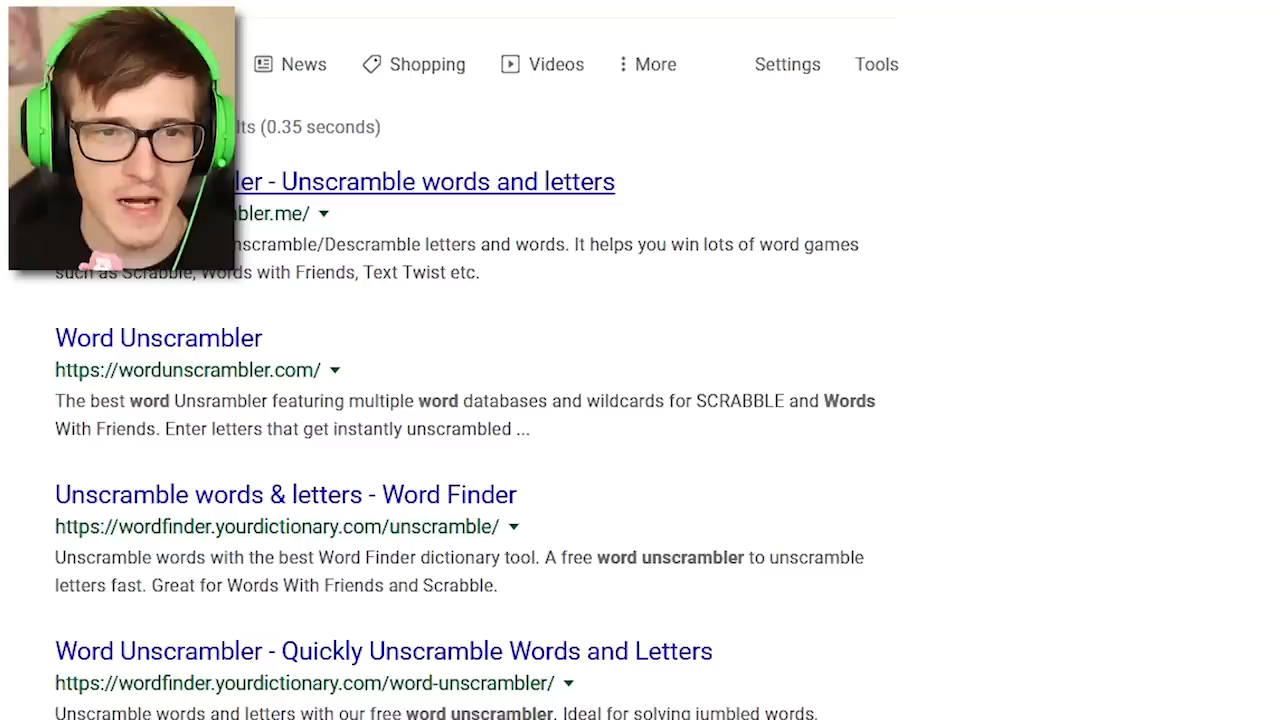 News Shopping Videos More Settings Tools
lts (0.35 seconds)
ler - Unscramble words and letters
bler.me/
nscramble/Descramble letters and words. It helps you win lots of word games
such as Scrabble, Words with Friends, Text Twist etc.
Word Unscrambler
https://wordunscrambler.com/
The best word Unsrambler featuring multiple word databases and wildcards for SCRABBLE and Words
With Friends. Enter letters that get instantly unscrambled ...
Unscramble words & letters - Word Finder
https://wordfinder.yourdictionary.com/unscramble/
Unscramble words with the best Word Finder dictionary tool. A free word unscrambler to unscramble
letters fast. Great for Words With Friends and Scrabble.
Word Unscrambler - Quickly Unscramble Words and Letters
https://wordfinder.yourdictionary.com/word-unscrambler/
Unscramble words and letters with our free word unscrambler. Ideal for solving jumbled words,